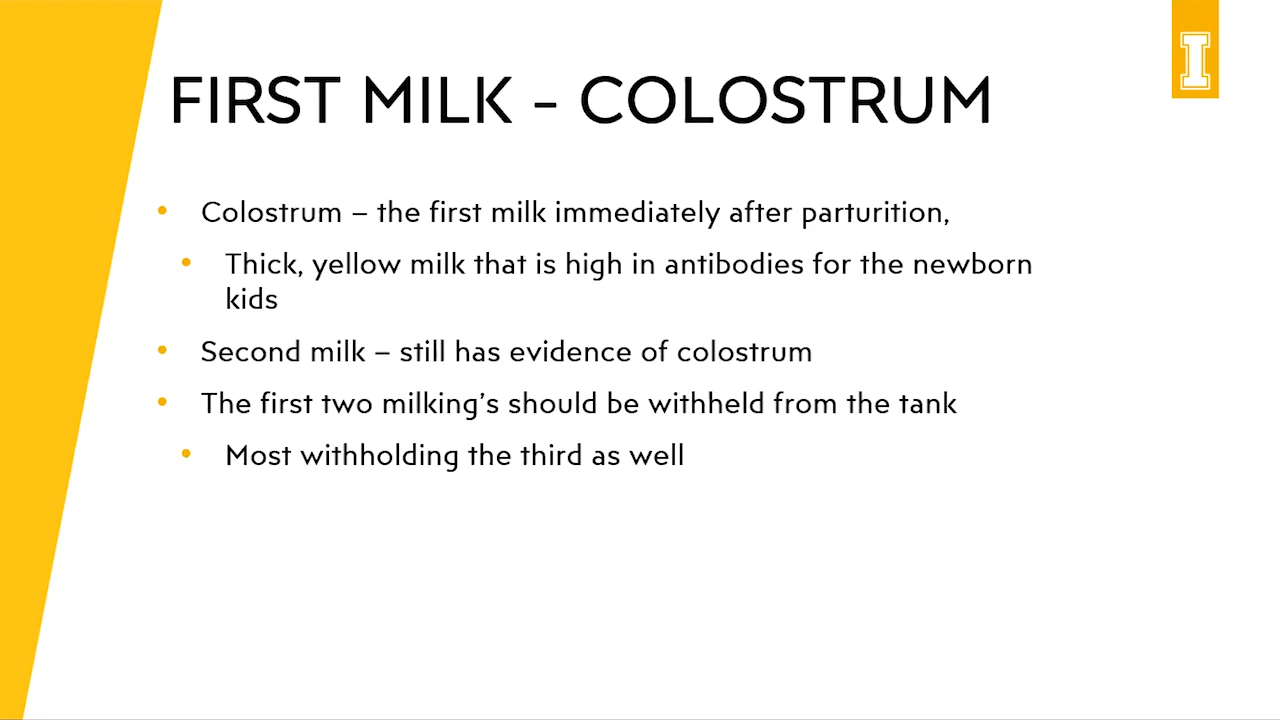 I
FIRST MILK - COLOSTRUM
• Colostrum – the first milk immediately after parturition,
• Thick, yellow milk that is high in antibodies for the newborn
kids
• Second milk – still has evidence of colostrum
• The first two milking’s should be withheld from the tank
• Most withholding the third as well